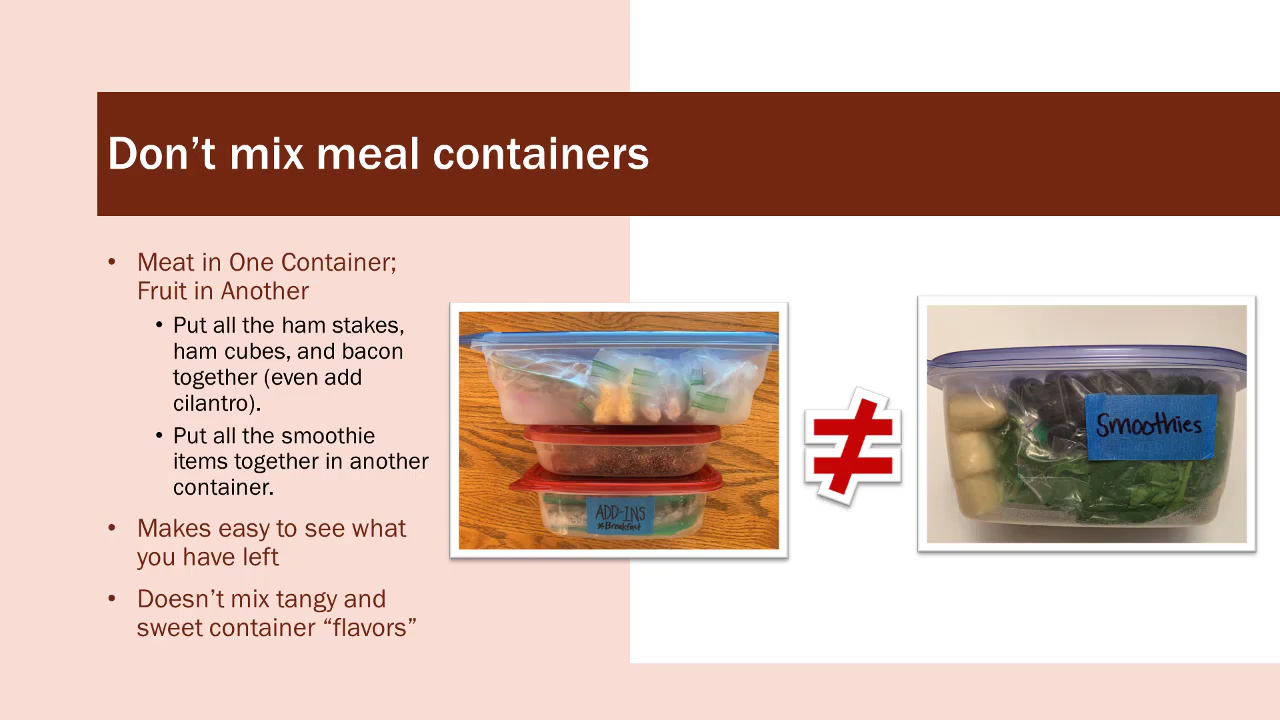 Don’t mix meal containers
• Meat in One Container;
Fruit in Another
• Put all the ham stakes,
ham cubes, and bacon
together (even add
cilantro).
• Put all the smoothie
items together in another
container.
• Makes easy to see what
you have left
• Doesn’t mix tangy and
sweet container “flavors”
ADD-INS
*Breakfast
≠
Smoothies